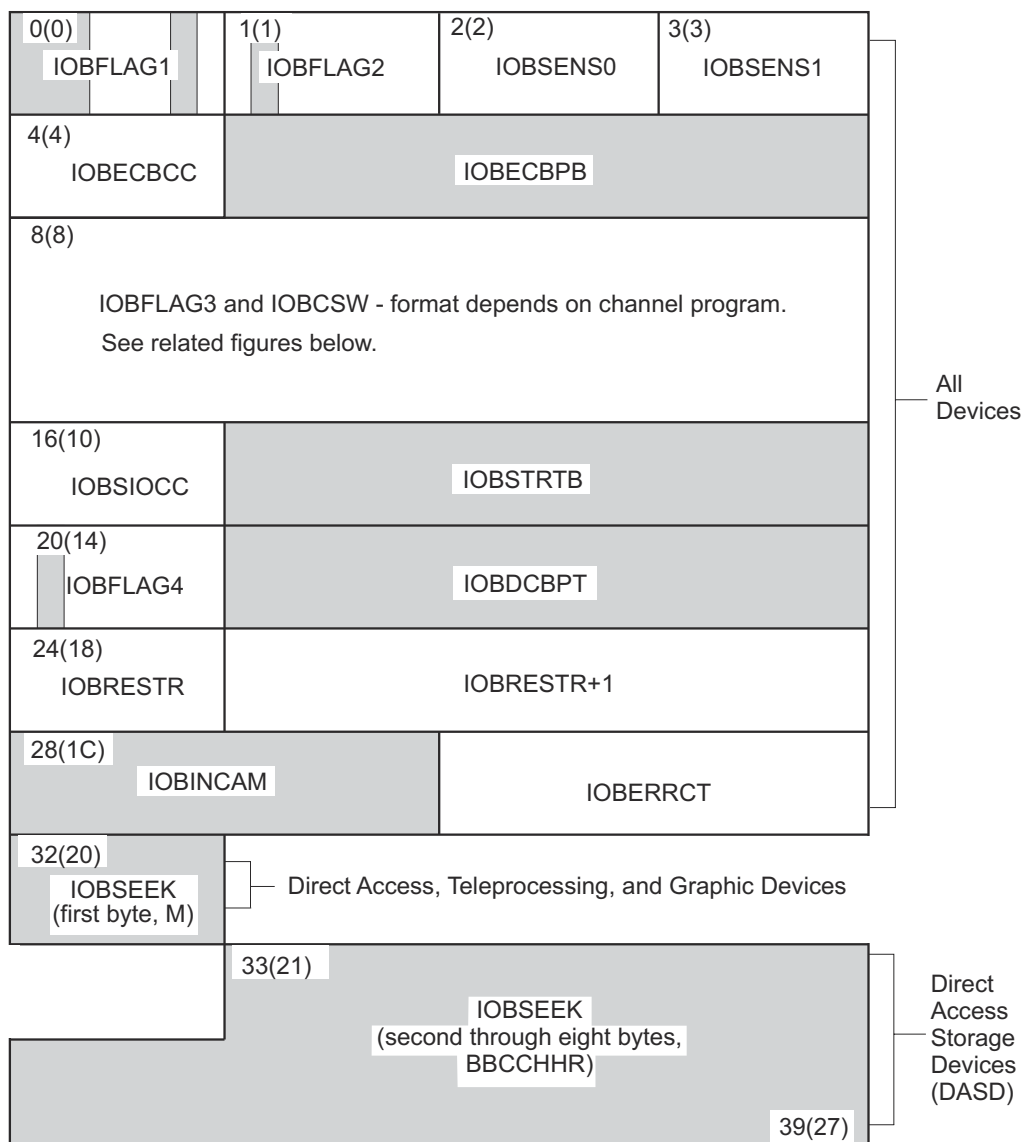 0(0)
IOBFLAG1
1(1)
IOBFLAG2
2(2)
IOBSENS0
3(3)
IOBSENS1
4(4)
IOBECBCC
IOBECBPB
8(8)
IOBFLAG3 and IOBCSW - format depends on channel program.
See related figures below.
All
Devices
16(10)
IOBSIOCC
IOBSTRTB
20(14)
IOBFLAG4
IOBDCBPT
24(18)
IOBRESTR
IOBRESTR+1
28(1C)
IOBINCAM
IOBERRCT
32(20)
IOBSEEK
(first byte, M)
Direct Access, Teleprocessing, and Graphic Devices
33(21)
IOBSEEK
(second through eight bytes,
BBCCHHR)
39(27)
Direct
Access
Storage
Devices
(DASD)